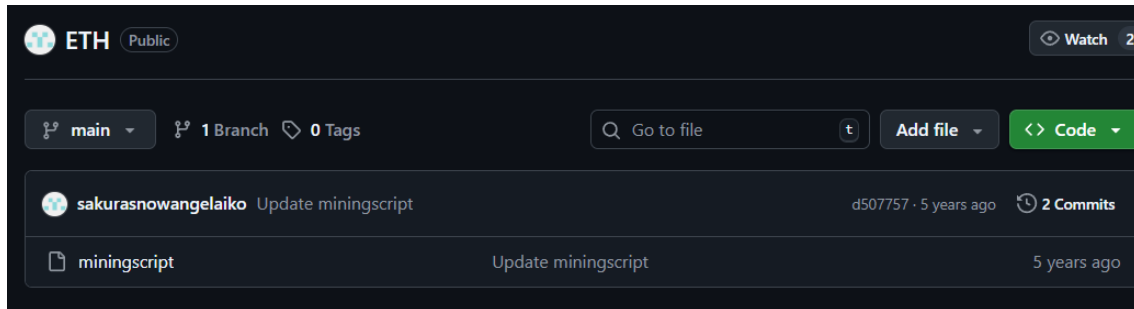 ETH Public Watch 2
main 1 Branch 0 Tags Go to file t Add file Code
sakurasnowangelaiko Update miningscript d507757 · 5 years ago 2 Commits
miningscript Update miningscript 5 years ago